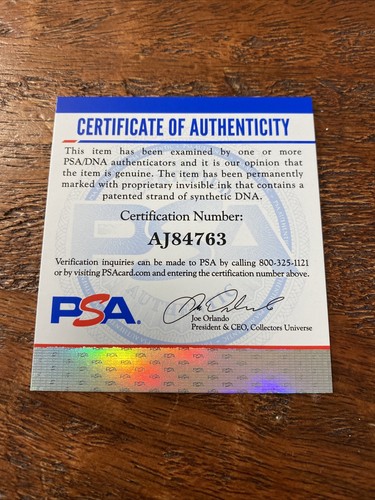 CERTIFICATE OF AUTHENTICITY
This item has been examined by one or more
PSA/DNA authenticators and it is our opinion that
the item is genuine. The item has been permanently
marked with proprietary invisible ink that contains a
patented strand of synthetic DNA.
Certification Number:
AJ84763
Verification inquiries can be made to PSA by calling 800-325-1121
or by visiting PSAcard.com and entering the certification number above.
PSA
Joe Orlando
President & CEO, Collectors Universe